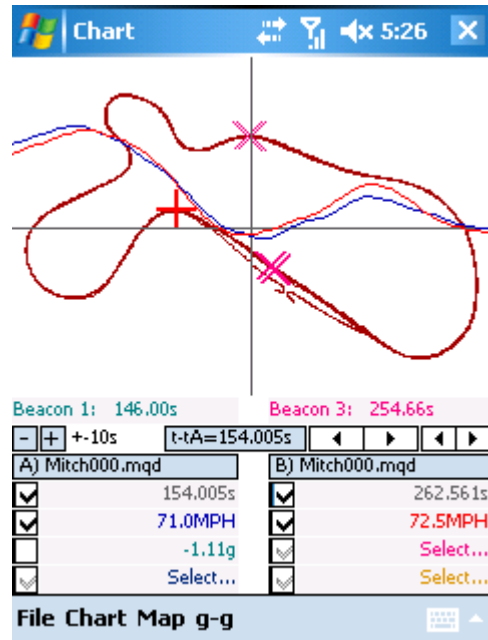 Chart 5:26
Beacon 1: 146.00s Beacon 3: 254.66s
- + +-10s t-tA=154.005s
A) Mitch000.mqd B) Mitch000.mqd
154.005s 262.561s
71.0MPH 72.5MPH
-1.11g Select...
Select... Select...
File Chart Map g-g